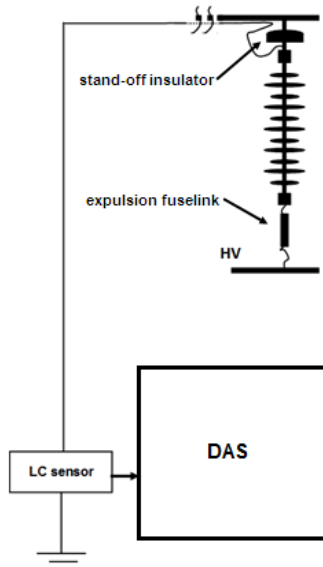 stand-off insulator
expulsion fuselink
HV
DAS
LC sensor